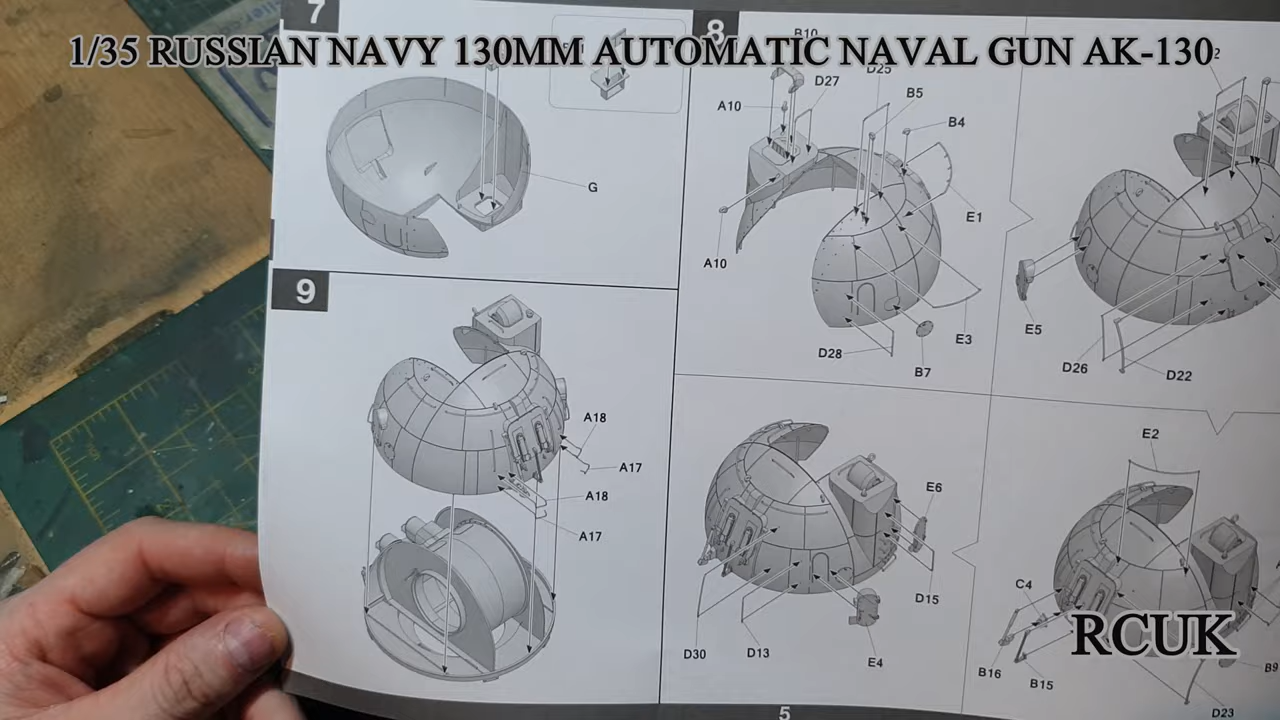 1/35 RUSSIAN NAVY 130MM AUTOMATIC NAVAL GUN AK-130
7
8
G
B10
D27
D25
B5
B4
A10
A10
E1
E3
B7
D28
E5
D26
D22
9
A18
A17
A18
A17
E6
D15
D30
D13
E4
E2
C4
B16
B15
B9
D23
RCUK
5